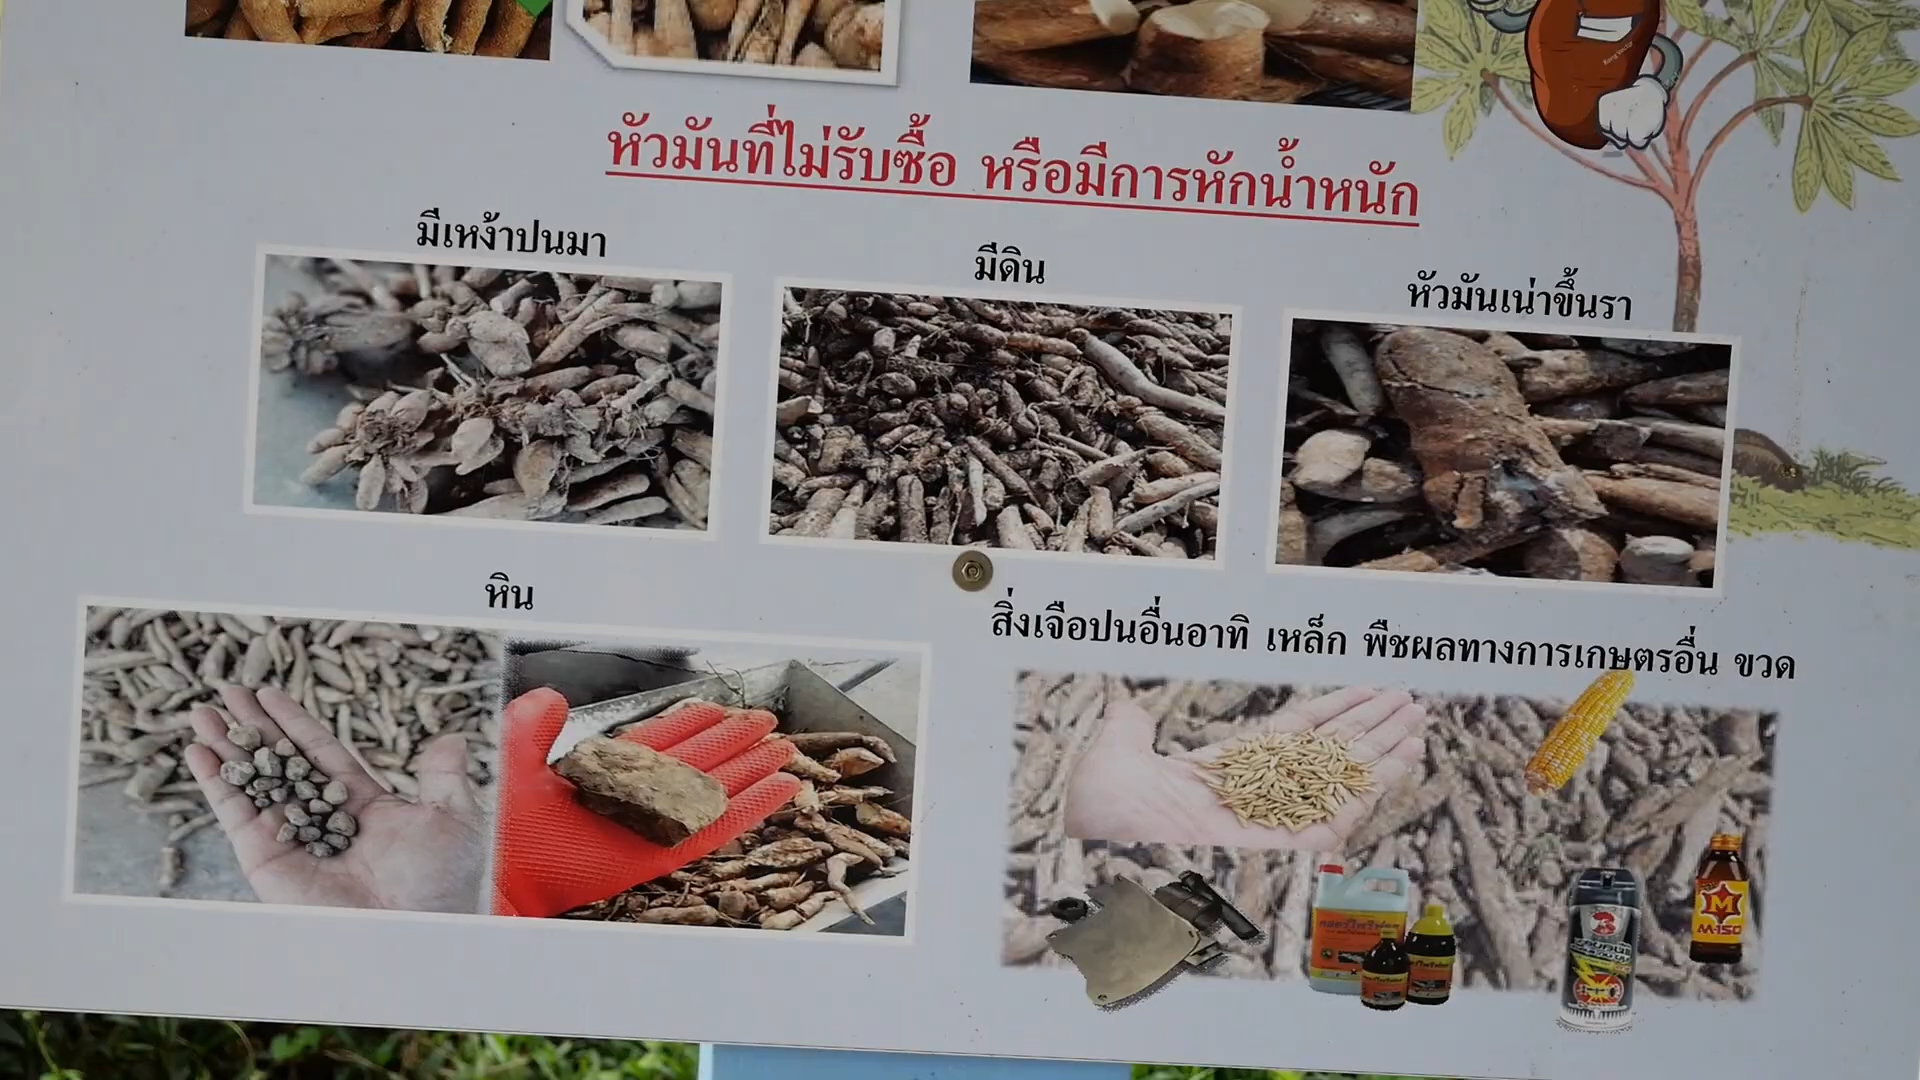 หัวมันที่ไม่รับซื้อ หรือมีการหักน้ำหนัก
มีเหง้าปนมา
มีดิน
หัวมันเน่าขึ้นรา
หิน
สิ่งเจือปนอื่นอาทิ เหล็ก พืชผลทางการเกษตรอื่น ขวด
M
M-150